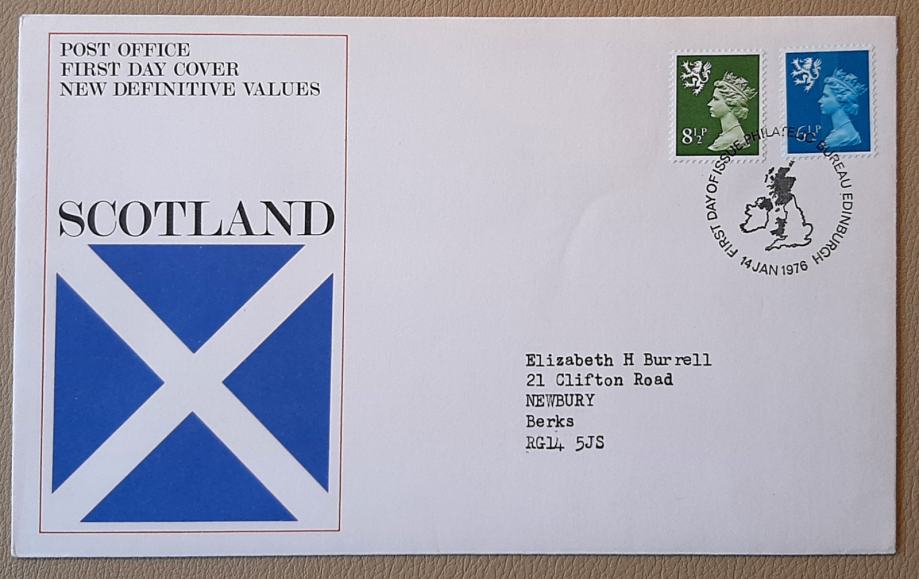 POST OFFICE
FIRST DAY COVER
NEW DEFINITIVE VALUES
SCOTLAND
8½P
6½P
FIRST DAY OF ISSUE PHILATELIC BUREAU EDINBURGH
14 JAN 1976
Elizabeth H Burrell
21 Clifton Road
NEWBURY
Berks
RG14 5JS